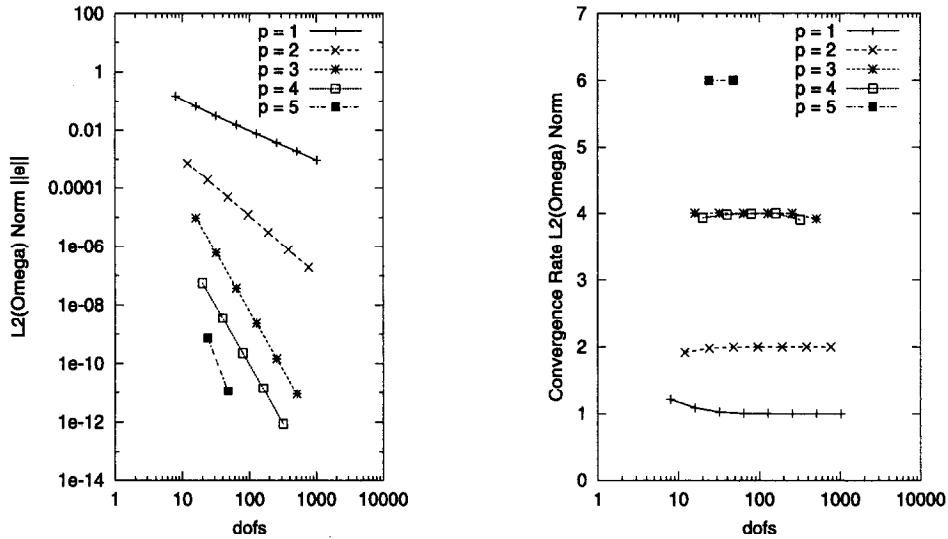 L2(Omega) Norm ||e||
100
1
0.01
0.0001
1e-06
1e-08
1e-10
1e-12
1e-14
p = 1
p = 2
p = 3
p = 4
p = 5
1
10
100
1000
10000
dofs
Convergence Rate L2(Omega) Norm
7
6
5
4
3
2
1
0
p = 1
p = 2
p = 3
p = 4
p = 5
1
10
100
1000
10000
dofs